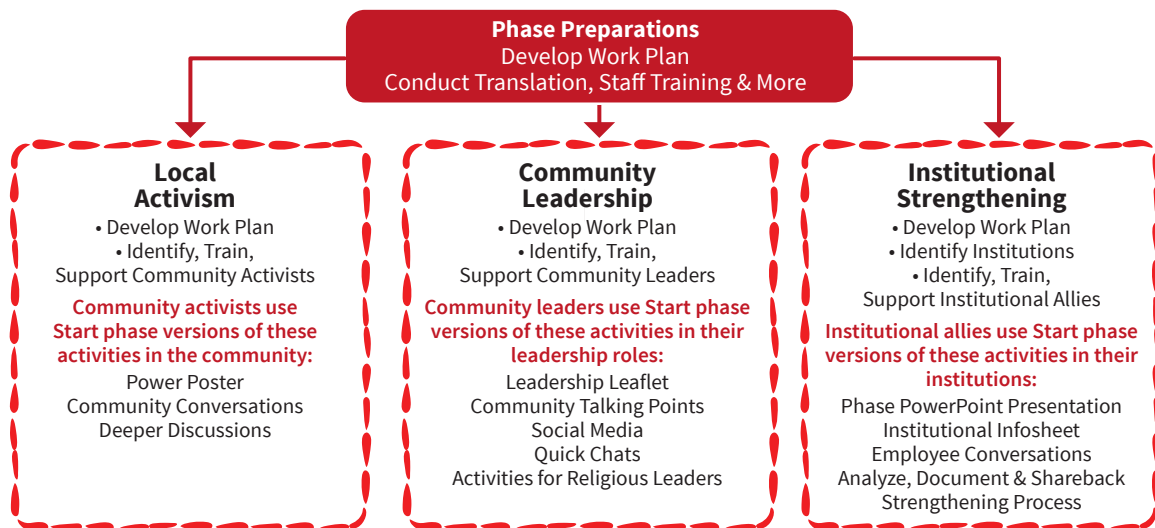 Phase Preparations
Develop Work Plan
Conduct Translation, Staff Training & More
Local
Activism
• Develop Work Plan
• Identify, Train,
Support Community Activists
Community activists use
Start phase versions of these
activities in the community:
Power Poster
Community Conversations
Deeper Discussions
Community
Leadership
• Develop Work Plan
• Identify, Train,
Support Community Leaders
Community leaders use Start phase
versions of these activities in their
leadership roles:
Leadership Leaflet
Community Talking Points
Social Media
Quick Chats
Activities for Religious Leaders
Institutional
Strengthening
• Develop Work Plan
• Identify Institutions
• Identify, Train,
Support Institutional Allies
Institutional allies use Start phase
versions of these activities in their
institutions:
Phase PowerPoint Presentation
Institutional Infosheet
Employee Conversations
Analyze, Document & Shareback
Strengthening Process